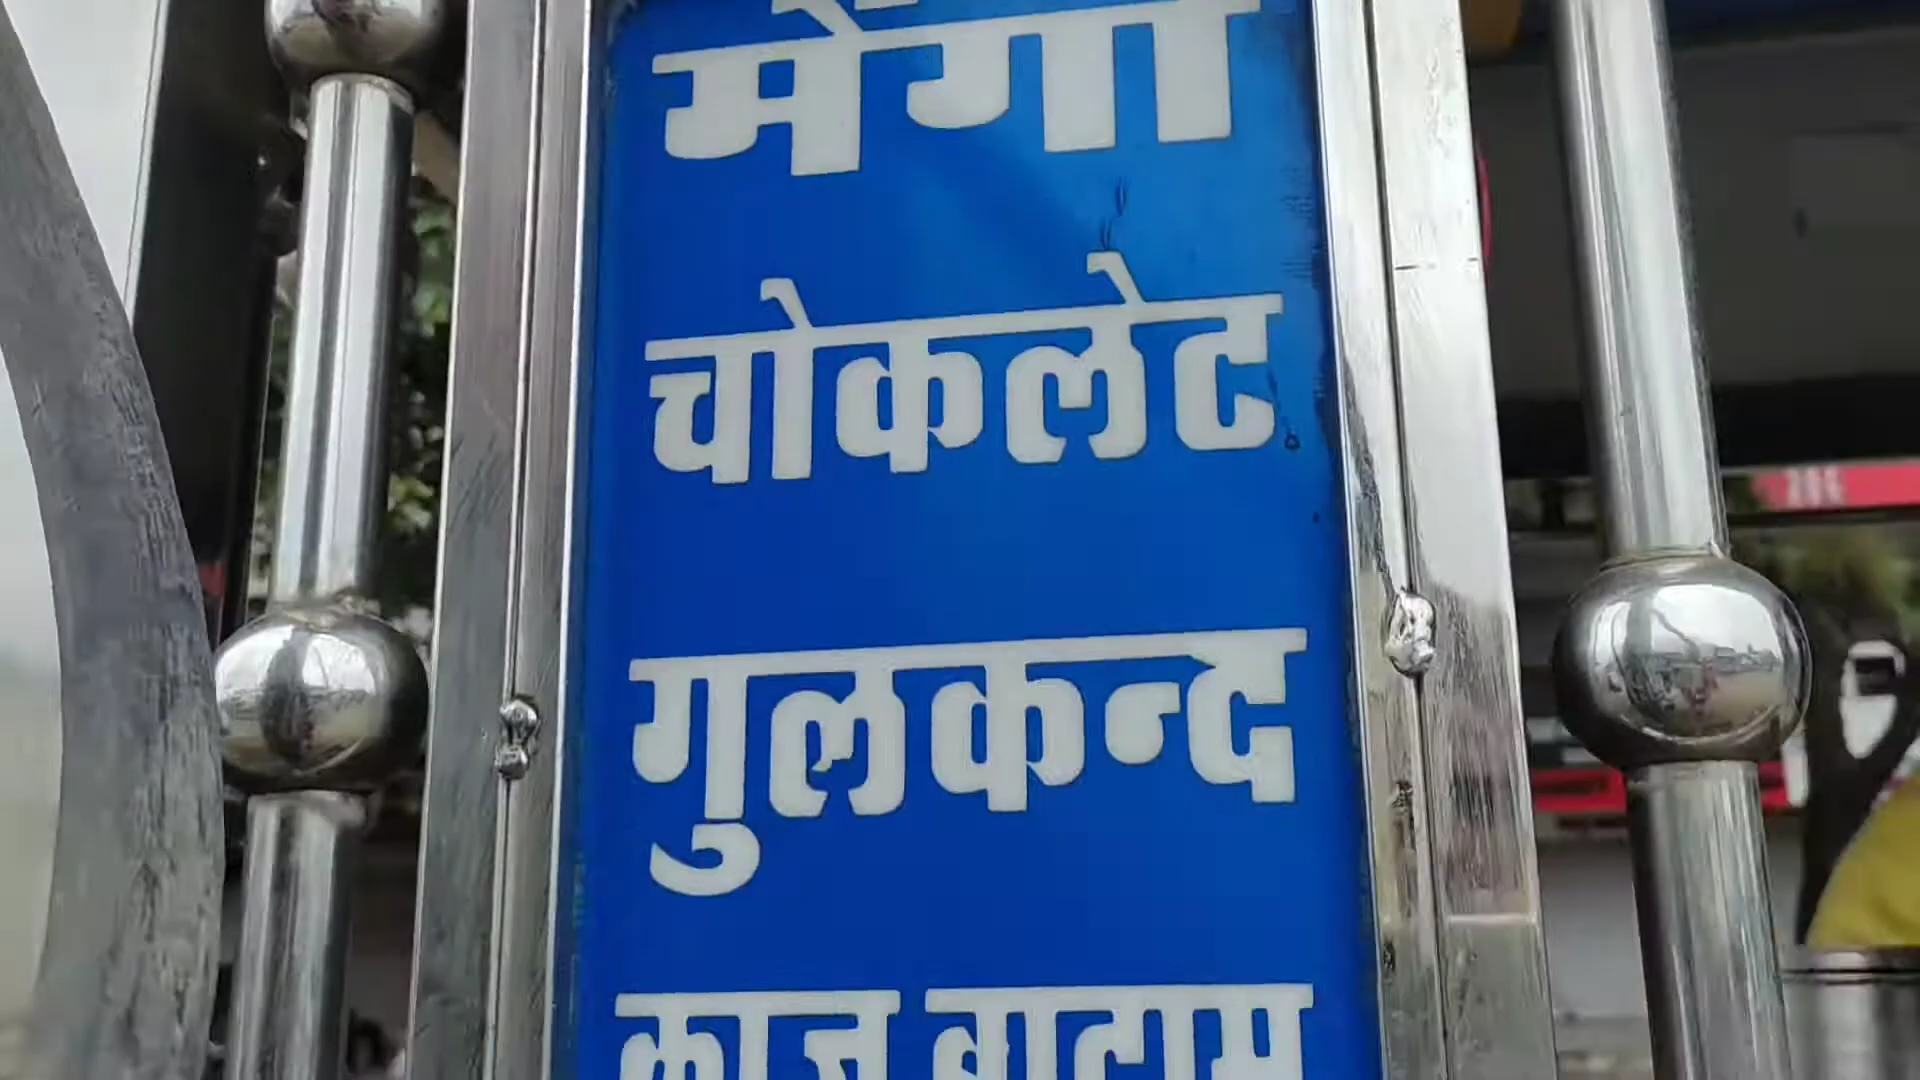 मेंगो
चोकलेट
गुलकन्द
काजू बादाम